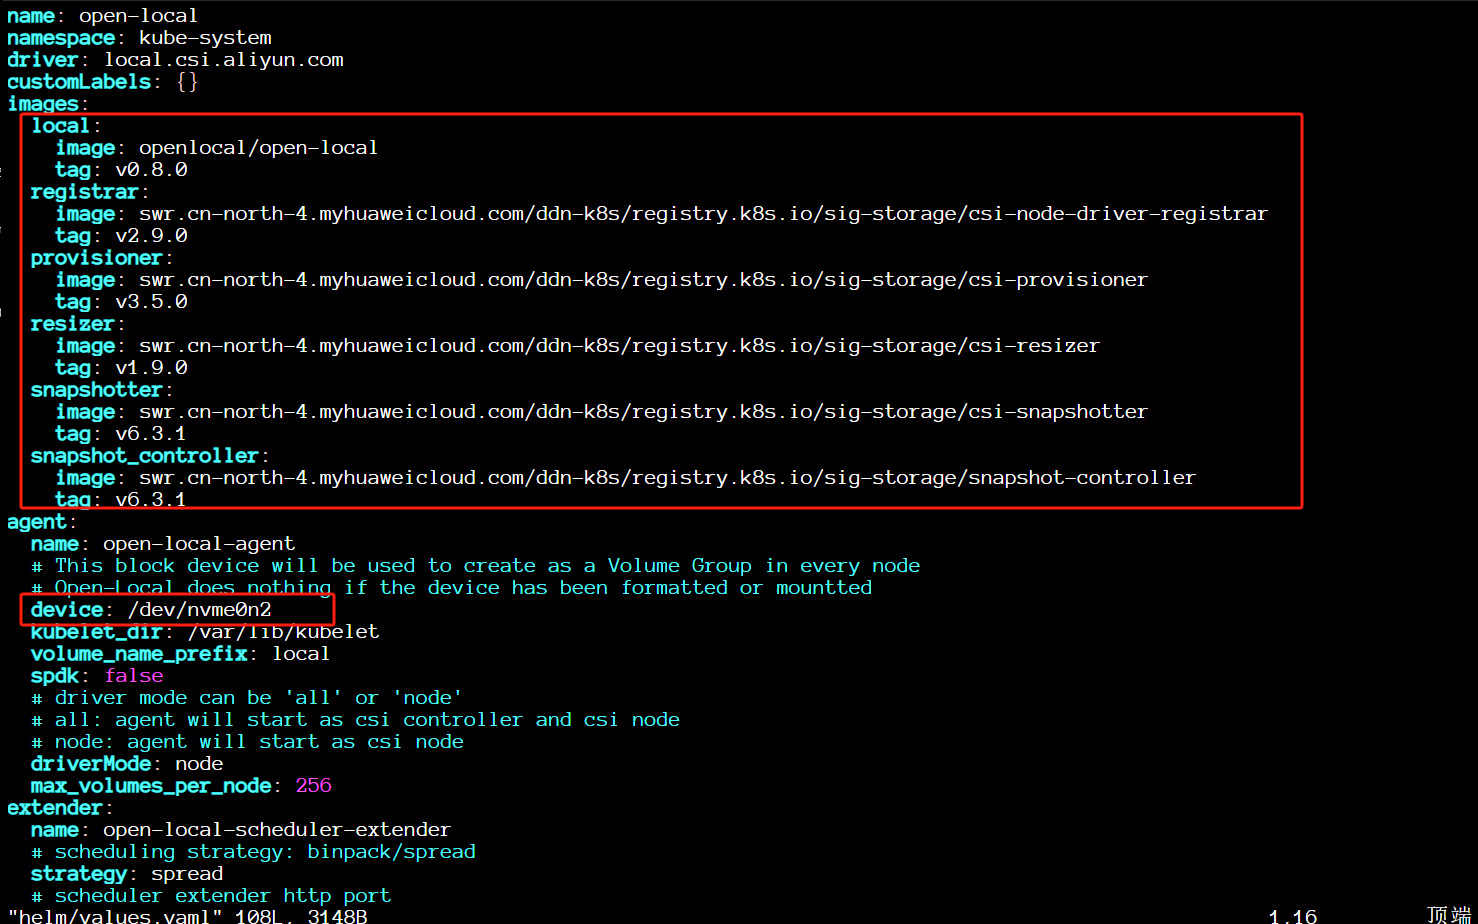 name: open-local
namespace: kube-system
driver: local.csi.aliyun.com
customLabels: {}
images:
  local:
    image: openlocal/open-local
    tag: v0.8.0
  registrar:
    image: swr.cn-north-4.myhuaweicloud.com/ddn-k8s/registry.k8s.io/sig-storage/csi-node-driver-registrar
    tag: v2.9.0
  provisioner:
    image: swr.cn-north-4.myhuaweicloud.com/ddn-k8s/registry.k8s.io/sig-storage/csi-provisioner
    tag: v3.5.0
  resizer:
    image: swr.cn-north-4.myhuaweicloud.com/ddn-k8s/registry.k8s.io/sig-storage/csi-resizer
    tag: v1.9.0
  snapshotter:
    image: swr.cn-north-4.myhuaweicloud.com/ddn-k8s/registry.k8s.io/sig-storage/csi-snapshotter
    tag: v6.3.1
  snapshot_controller:
    image: swr.cn-north-4.myhuaweicloud.com/ddn-k8s/registry.k8s.io/sig-storage/snapshot-controller
    tag: v6.3.1
agent:
  name: open-local-agent
  # This block device will be used to create as a Volume Group in every node
  # Open-Local does nothing if the device has been formatted or mountted
  device: /dev/nvme0n2
  kubelet_dir: /var/lib/kubelet
  volume_name_prefix: local
  spdk: false
  # driver mode can be 'all' or 'node'
  # all: agent will start as csi controller and csi node
  # node: agent will start as csi node
  driverMode: node
  max_volumes_per_node: 256
extender:
  name: open-local-scheduler-extender
  # scheduling strategy: binpack/spread
  strategy: spread
  # scheduler extender http port
"helm/values.yaml" 108L, 3148B 1,16 顶端